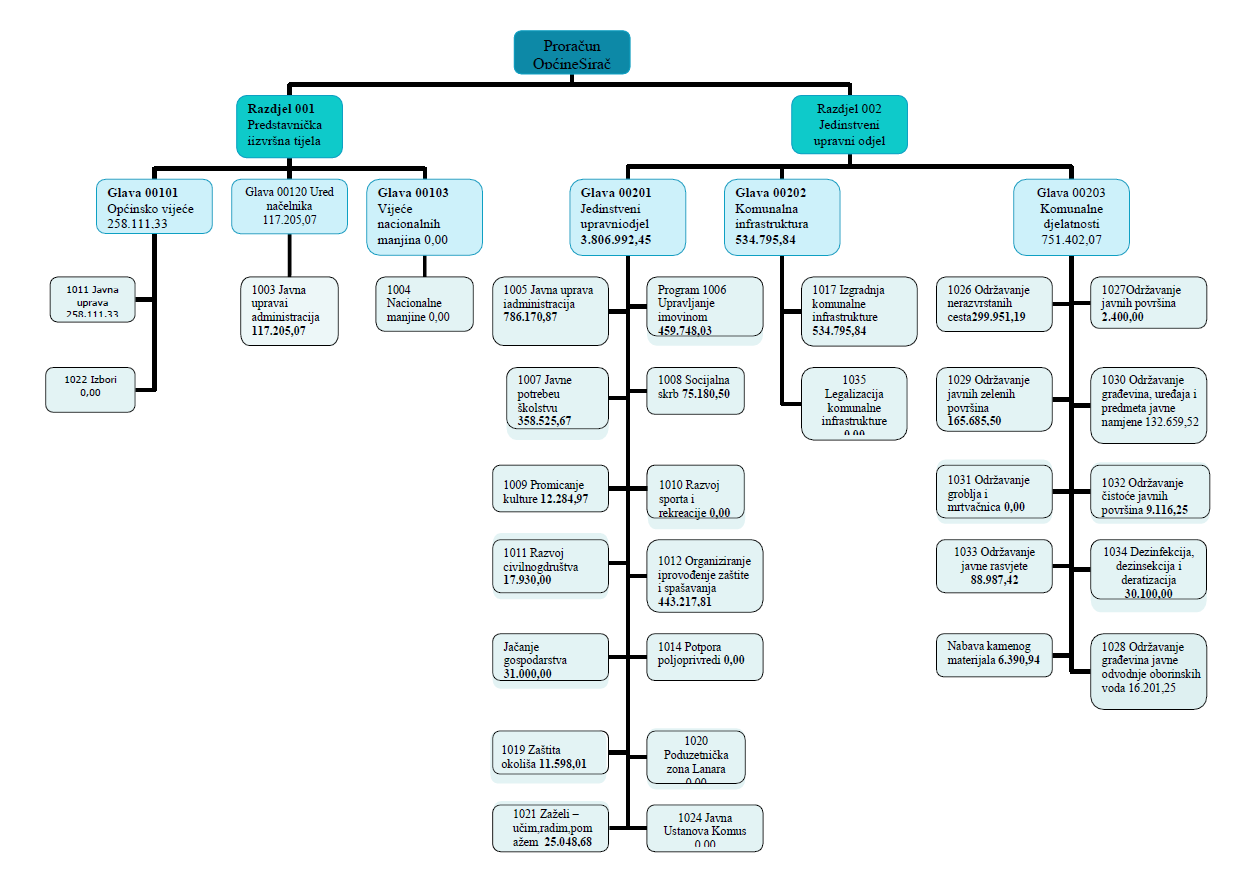 Proračun
OpćineSirač
Razdjel 001
Predstavnička
iizvršna tijela
Razdjel 002
Jedinstveni
upravni odjel
Glava 00101
Općinsko vijeće
258.111.33
Glava 00120 Ured
načelnika
117.205,07
Glava 00103
Vijeće
nacionalnih
manjina 0,00
Glava 00201
Jedinstveni
upravniodjel
3.806.992,45
Glava 00202
Komunalna
infrastruktura
534.795,84
Glava 00203
Komunalne
djelatnosti
751.402,07
1011 Javna
uprava
258.111.33
1003 Javna
upravai
administracija
117.205,07
1004
Nacionalne
manjine 0,00
1022 Izbori
0,00
1005 Javna uprava
iadministracija
786.170,87
Program 1006
Upravljanje
imovinom
459.748,03
1007 Javne
potrebeu
školstvu
358.525,67
1008 Socijalna
skrb 75.180,50
1009 Promicanje
kulture 12.284,97
1010 Razvoj
sporta i
rekreacije 0,00
1011 Razvoj
civilnogdruštva
17.930,00
1012 Organiziranje
iprovođenje zaštite
i spašavanja
443.217,81
Jačanje
gospodarstva
31.000,00
1014 Potpora
poljoprivredi 0,00
1019 Zaštita
okoliša 11.598,01
1020
Poduzetnička
zona Lanara
0,00
1021 Zaželi –
učim,radim,pom
ažem 25.048,68
1024 Javna
Ustanova Komus
0,00
1017 Izgradnja
komunalne
infrastrukture
534.795,84
1035
Legalizacija
komunalne
infrastrukture
0,00
1026 Održavanje
nerazvrstanih
cesta299.951,19
1027Održavanje
javnih površina
2.400,00
1029 Održavanje
javnih zelenih
površina
165.685,50
1030 Održavanje
građevina, uređaja i
predmeta javne
namjene 132.659,52
1031 Održavanje
groblja i
mrtvačnica 0,00
1032 Održavanje
čistoće javnih
površina 9.116,25
1033 Održavanje
javne rasvjete
88.987,42
1034 Dezinfekcija,
dezinsekcija i
deratizacija
30.100,00
Nabava kamenog
materijala 6.390,94
1028 Održavanje
građevina javne
odvodnje oborinskih
voda 16.201,25